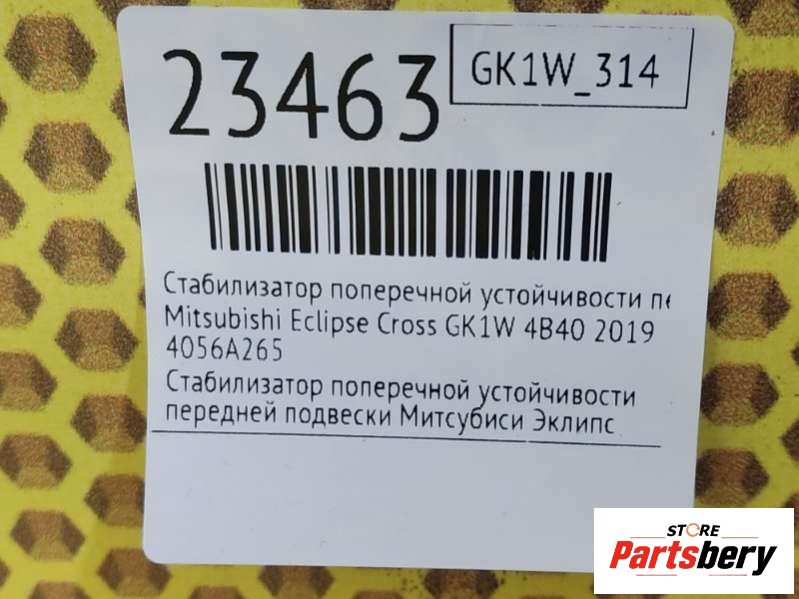 23463
GK1W_314
Стабилизатор поперечной устойчивости
Mitsubishi Eclipse Cross GK1W 4B40 2019
4056A265
Стабилизатор поперечной устойчивости
передней подвески Митсубиси Эклипс
STORE
Partsbery